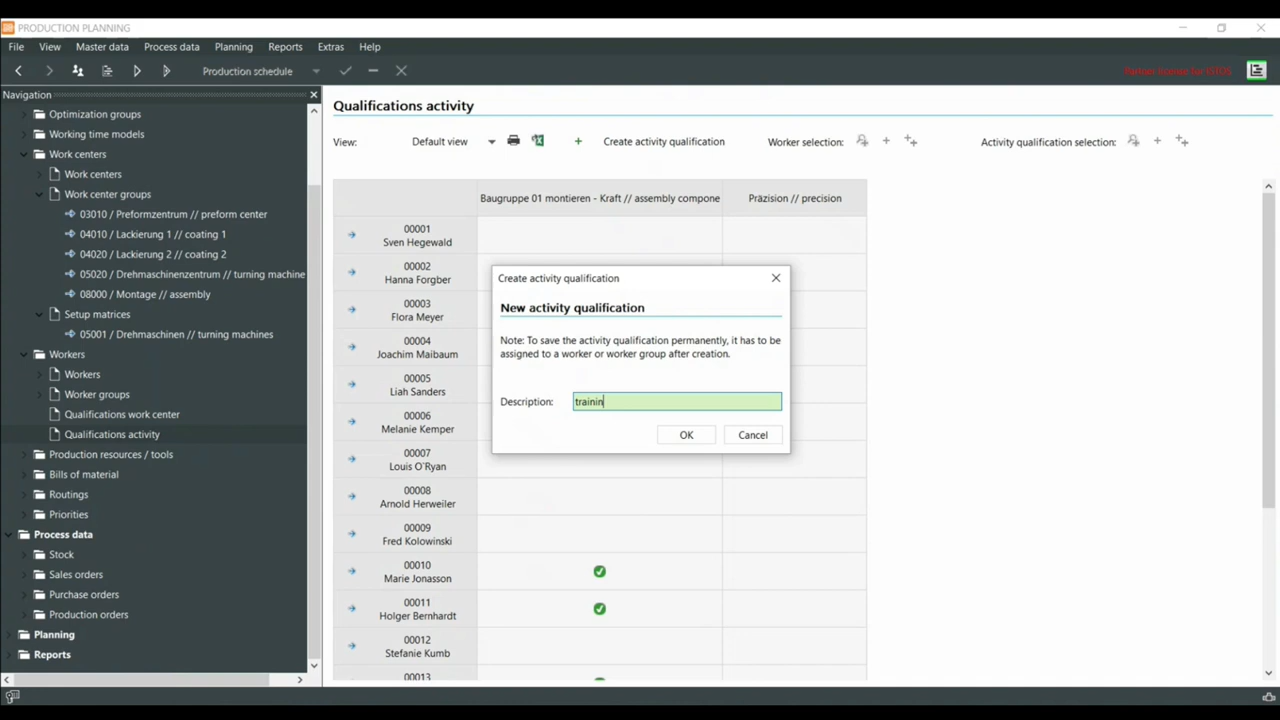 PRODUCTION PLANNING
File View Master data Process data Planning Reports Extras Help
Production schedule
Navigation
Optimization groups
Working time models
Work centers
Work centers
Work center groups
03010 / Preformzentrum // preform center
04010 / Lackierung 1 // coating 1
04020 / Lackierung 2 // coating 2
05020 / Drehmaschinenzentrum // turning machine
08000 / Montage // assembly
Setup matrices
05001 / Drehmaschinen // turning machines
Workers
Workers
Worker groups
Qualifications work center
Qualifications activity
Production resources / tools
Bills of material
Routings
Priorities
Process data
Stock
Sales orders
Purchase orders
Production orders
Planning
Reports
Qualifications activity
View: Default view Create activity qualification Worker selection: Activity qualification selection:
Baugruppe 01 montieren - Kraft // assembly compone Präzision // precision
00001
Sven Hegewald
00002
Hanna Forgber
00003
Flora Meyer
00004
Joachim Maibaum
00005
Liah Sanders
00006
Melanie Kemper
00007
Louis O´Ryan
00008
Arnold Herweiler
00009
Fred Kolowinski
00010
Marie Jonasson
00011
Holger Bernhardt
00012
Stefanie Kumb
00013
Create activity qualification
New activity qualification
Note: To save the activity qualification permanently, it has to be
assigned to a worker or worker group after creation.
Description: trainin
OK Cancel